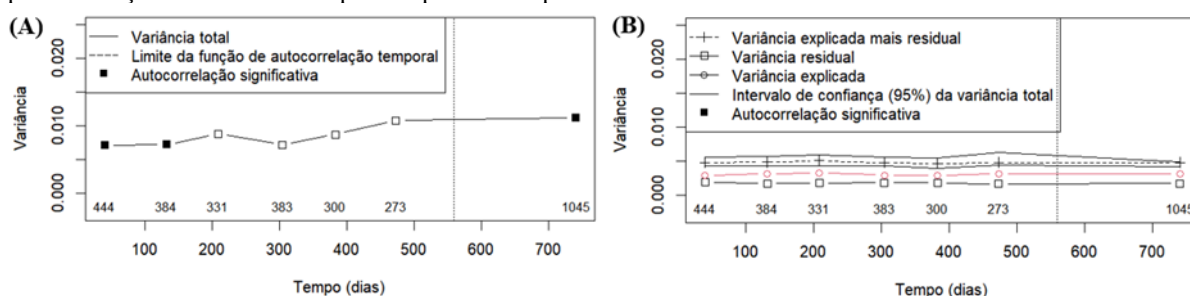 (A)
Variância total
Limite da função de autocorrelação temporal
Autocorrelação significativa
Variância
0.000 0.010 0.020
444 384 331 383 300 273 1045
100 200 300 400 500 600 700
Tempo (dias)
(B)
Variância explicada mais residual
Variância residual
Variância explicada
Intervalo de confiança (95%) da variância total
Autocorrelação significativa
Variância
0.000 0.010 0.020
444 384 331 383 300 273 1045
100 200 300 400 500 600 700
Tempo (dias)